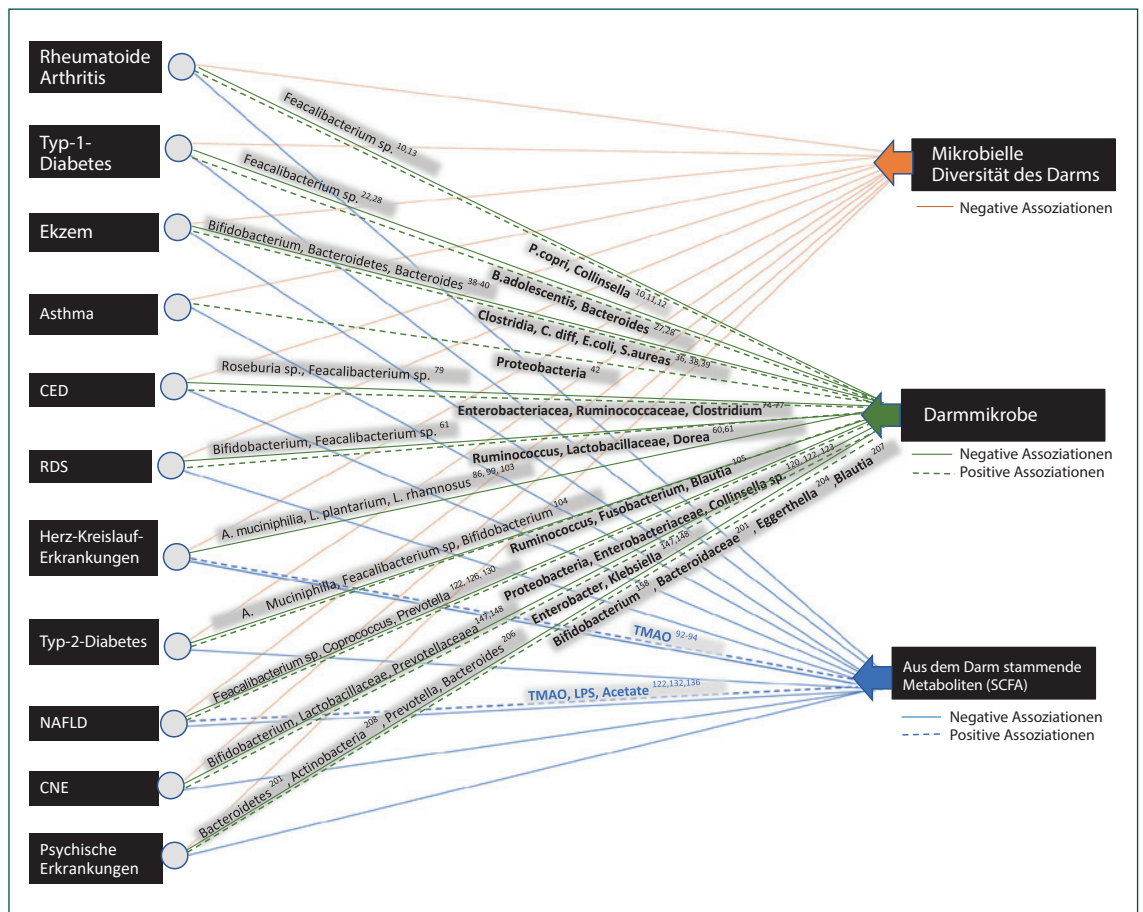 Rheumatoide
Arthritis
Typ-1-
Diabetes
Ekzem
Asthma
CED
RDS
Herz-Kreislauf-
Erkrankungen
Typ-2-Diabetes
NAFLD
CNE
Psychische
Erkrankungen
Feacalibacterium sp. 10,13
Feacalibacterium sp. 22,28
Bifidobacterium, Bacteroidetes, Bacteroides 38-40
Roseburia sp., Feacalibacterium sp. 79
Bifidobacterium, Feacalibacterium sp. 61
A. muciniphilia, L. plantarium, L. rhamnosus 86, 99, 103
A. Muciniphilla, Feacalibacterium sp, Bifidobacterium 104
Feacalibacterium sp, Coprococcus, Prevotella 122, 126, 130
Bifidobacterium, Lactobacillaceae, Prevotellaceaea 147,148
Bacteroidetes 201, Actinobacteria 208, Prevotella, Bacteroides 206
P.copri, Collinsella 10,11,12
B.adolescentis, Bacteroides 27,28
Clostridia, C. diff, E.coli, S.aureas 36, 38,39
Proteobacteria 42
Enterobacteriacea, Ruminococcaceae, Clostridium 74-77
Ruminococcus, Lactobacillaceae, Dorea 60,61
Ruminococcus, Fusobacterium, Blautia 105
Proteobacteria, Enterobacteriaceae, Collinsella sp. 120, 122, 123
Enterobacter, Klebsiella 147,148
Bifidobacterium 158, Bacteroidaceae 201, Eggerthella 204, Blautia 207
TMAO 92-94
TMAO, LPS, Acetate 122,132,136
Mikrobielle
Diversität des Darms
Negative Assoziationen
Darmmikrobe
Negative Assoziationen
Positive Assoziationen
Aus dem Darm stammende
Metaboliten (SCFA)
Negative Assoziationen
Positive Assoziationen